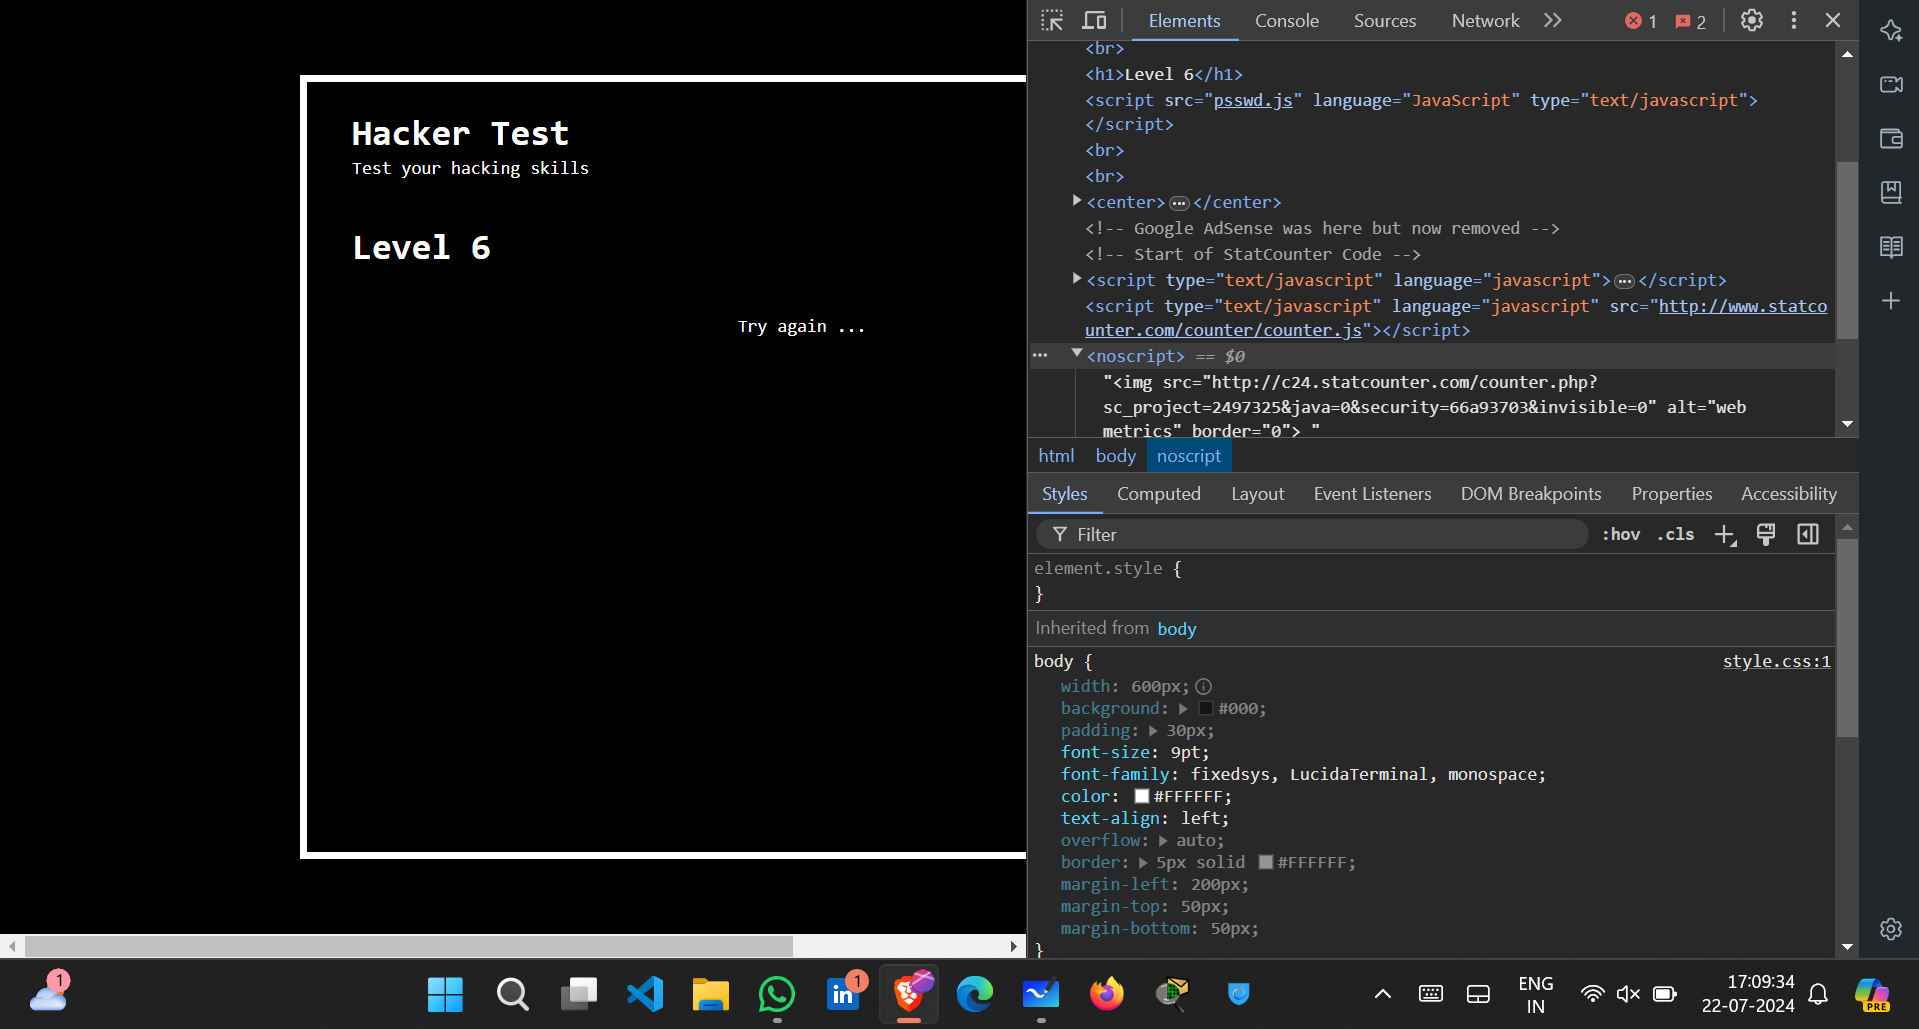 Hacker Test
Test your hacking skills
Level 6
Try again ...
Elements
Console
Sources
Network
1
2
<br>
<h1>Level 6</h1>
<script src="psswd.js" language="JavaScript" type="text/javascript">
</script>
<br>
<br>
<center>…</center>
<!-- Google AdSense was here but now removed -->
<!-- Start of StatCounter Code -->
<script type="text/javascript" language="javascript">…</script>
<script type="text/javascript" language="javascript" src="http://www.statco
unter.com/counter/counter.js"></script>
<noscript> == $0
"<img src="http://c24.statcounter.com/counter.php?
sc_project=2497325&java=0&security=66a93703&invisible=0" alt="web
metrics" border="0"> "
html body noscript
Styles
Computed
Layout
Event Listeners
DOM Breakpoints
Properties
Accessibility
Filter
:hov
.cls
element.style {
}
Inherited from body
body {
style.css:1
width: 600px;
background: #000;
padding: 30px;
font-size: 9pt;
font-family: fixedsys, LucidaTerminal, monospace;
color: #FFFFFF;
text-align: left;
overflow: auto;
border: 5px solid #FFFFFF;
margin-left: 200px;
margin-top: 50px;
margin-bottom: 50px;
}
1
in
1
ENG
IN
17:09:34
22-07-2024
PRE